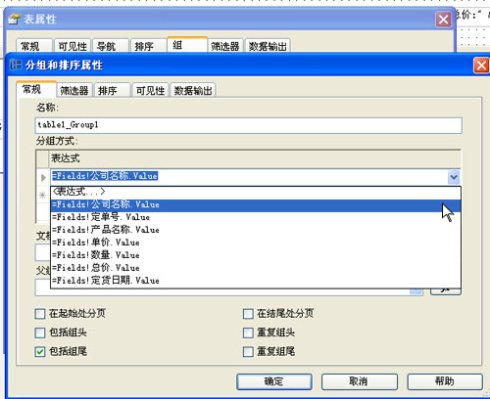 表属性
总价:" &
常规 可见性 导航 排序 组 筛选器 数据输出
分组和排序属性
常规 筛选器 排序 可见性 数据输出
名称:
table1_Group1
分组方式:
表达式
=Fields!公司名称.Value
<表达式...>
=Fields!公司名称.Value
=Fields!定单号.Value
=Fields!产品名称.Value
=Fields!单价.Value
=Fields!数量.Value
=Fields!总价.Value
=Fields!定货日期.Value
在起始处分页 在结尾处分页
包括组头 重复组头
包括组尾 重复组尾
确定 取消 帮助